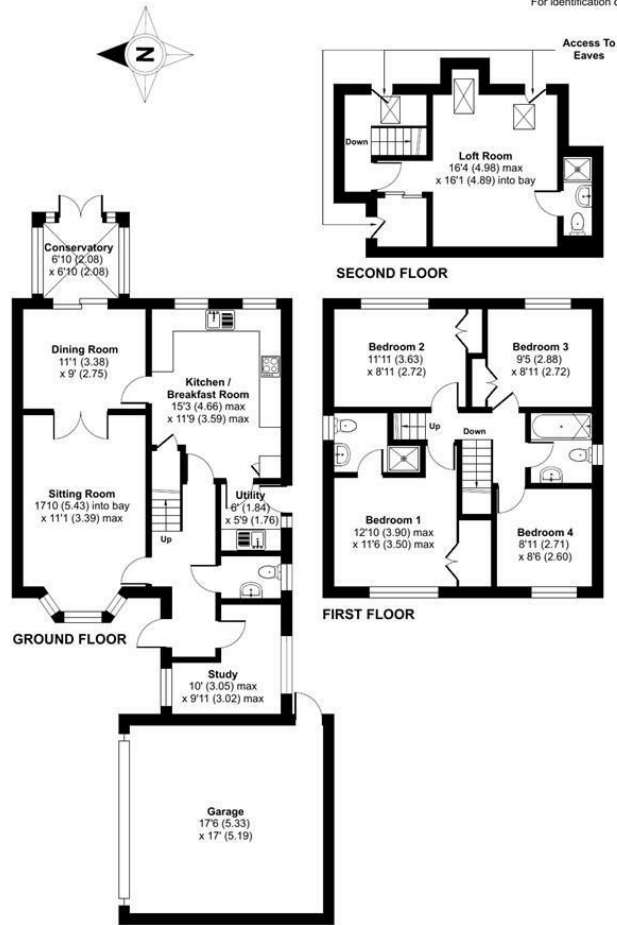 For identification o
N
Access To
Eaves
Down
Loft Room
16'4 (4.98) max
x 16'1 (4.89) into bay
SECOND FLOOR
Conservatory
6'10 (2.08)
x 6'10 (2.08)
Dining Room
11'1 (3.38)
x 9' (2.75)
Kitchen /
Breakfast Room
15'3 (4.66) max
x 11'9 (3.59) max
Sitting Room
1710 (5.43) into bay
x 11'1 (3.39) max
Up
Utility
6' (1.84)
x 5'9 (1.76)
GROUND FLOOR
Study
10' (3.05) max
x 9'11 (3.02) max
Garage
17'6 (5.33)
x 17' (5.19)
Bedroom 2
11'11 (3.63)
x 8'11 (2.72)
Bedroom 3
9'5 (2.88)
x 8'11 (2.72)
Up
Down
Bedroom 1
12'10 (3.90) max
x 11'6 (3.50) max
Bedroom 4
8'11 (2.71)
x 8'6 (2.60)
FIRST FLOOR